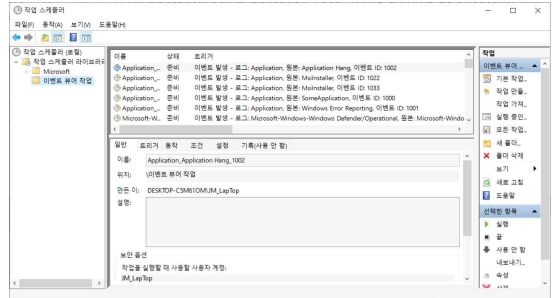 작업 스케줄러
파일(F) 동작(A) 보기(V) 도움말(H)
작업 스케줄러 (로컬)
작업 스케줄러 라이브러리
Microsoft
이벤트 뷰어 작업
이름 상태 트리거
Application_... 준비 이벤트 발생 - 로그: Application, 원본: Application Hang, 이벤트 ID: 1002
Application_... 준비 이벤트 발생 - 로그: Application, 원본: MsiInstaller, 이벤트 ID: 1022
Application_... 준비 이벤트 발생 - 로그: Application, 원본: MsiInstaller, 이벤트 ID: 1033
Application_... 준비 이벤트 발생 - 로그: Application, 원본: SomeApplication, 이벤트 ID: 1000
Application_... 준비 이벤트 발생 - 로그: Application, 원본: Windows Error Reporting, 이벤트 ID: 1001
Microsoft-W... 준비 이벤트 발생 - 로그: Microsoft-Windows-Windows Defender/Operational, 원본: Microsoft-Windo
일반 트리거 동작 조건 설정 기록(사용 안 함)
이름: Application_Application Hang_1002
위치: \이벤트 뷰어 작업
만든 이: DESKTOP-C5M61OM\JM_LapTop
설명:
보안 옵션
작업을 실행할 때 사용할 사용자 계정:
JM_LapTop
작업
이벤트 뷰어 ...
기본 작업...
작업 만들...
작업 가져...
실행 중인...
모든 작업...
새 폴더...
폴더 삭제
보기
새로 고침
도움말
선택한 항목
실행
끝
사용 안 함
내보내기...
속성
삭제